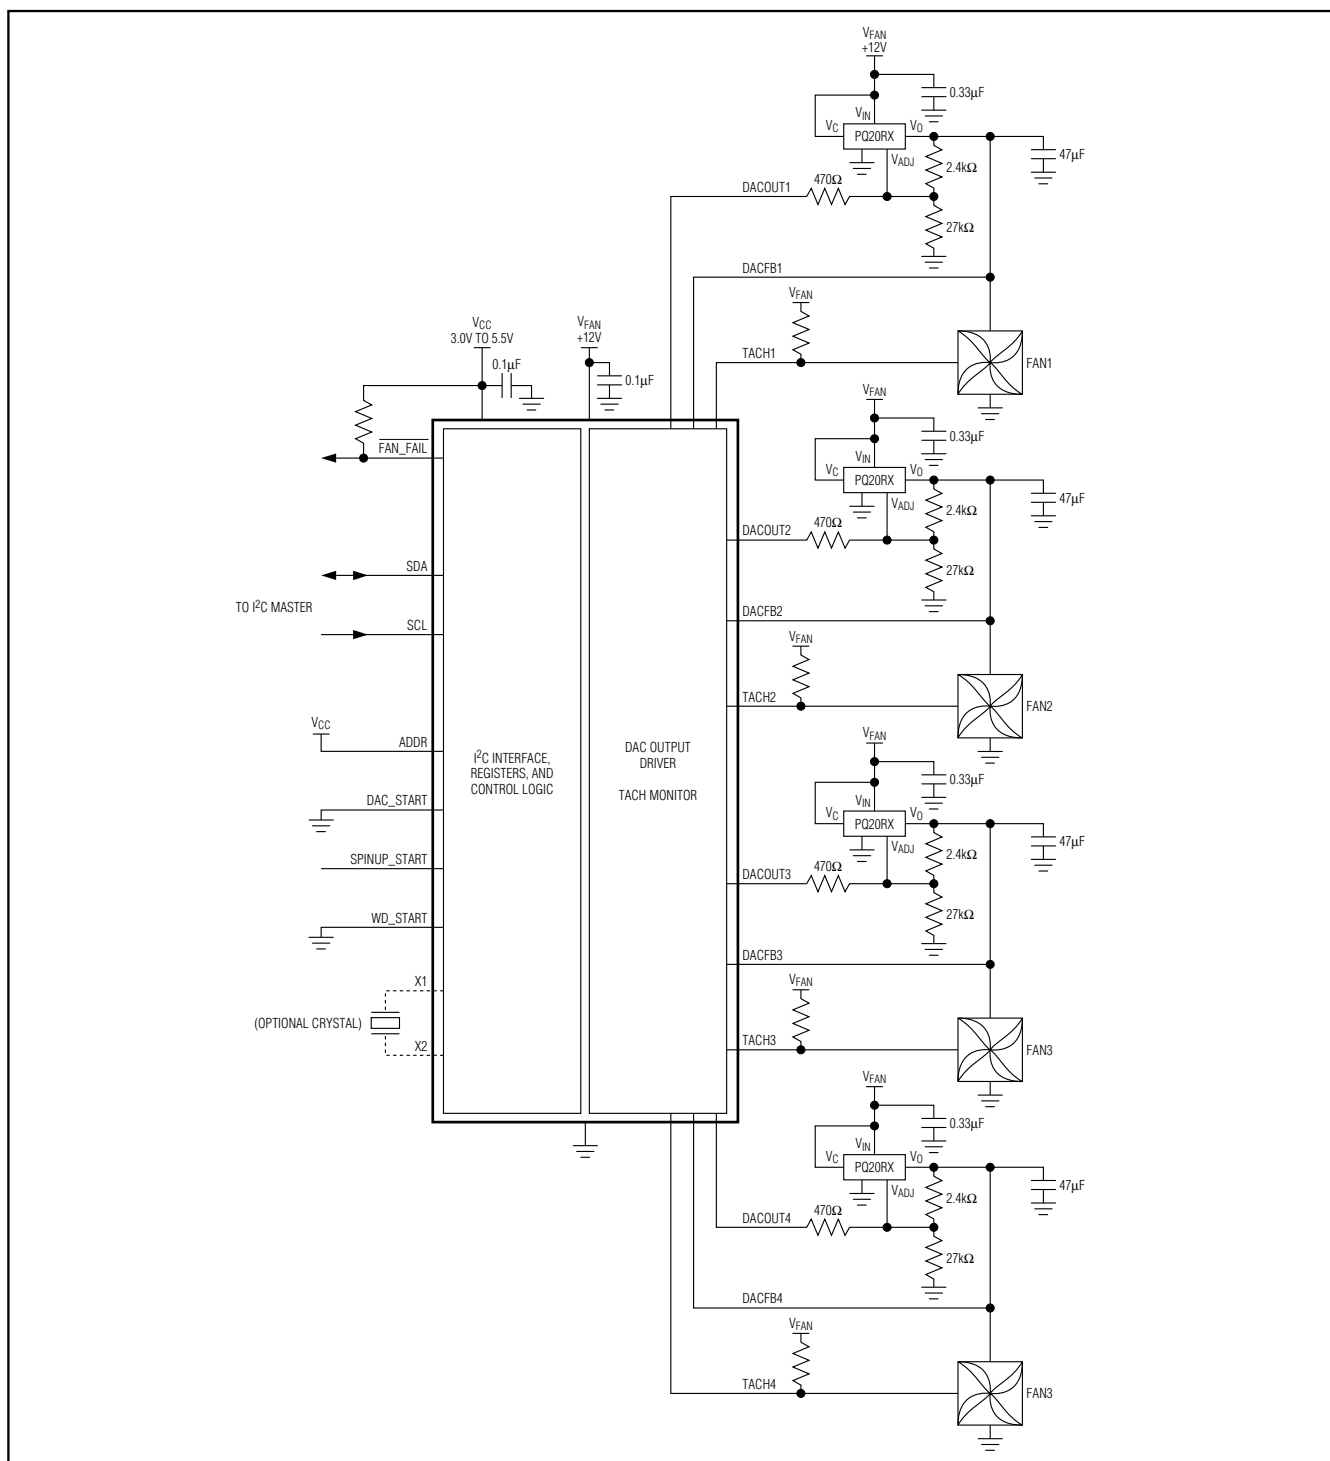 VFAN
+12V
0.33µF
VIN
VC
PQ20RX
VO
47µF
VADJ
2.4kΩ
470Ω
DACOUT1
27kΩ
DACFB1
VFAN
TACH1
FAN1
VCC
3.0V TO 5.5V
0.1µF
VFAN
+12V
0.1µF
FAN_FAIL
VFAN
0.33µF
VIN
VC
PQ20RX
VO
47µF
VADJ
2.4kΩ
470Ω
DACOUT2
27kΩ
DACFB2
VFAN
TACH2
FAN2
SDA
TO I2C MASTER
SCL
VCC
ADDR
DAC_START
SPINUP_START
WD_START
X1
(OPTIONAL CRYSTAL)
X2
I2C INTERFACE,
REGISTERS, AND
CONTROL LOGIC
DAC OUTPUT
DRIVER
TACH MONITOR
VFAN
0.33µF
VIN
VC
PQ20RX
VO
47µF
VADJ
2.4kΩ
470Ω
DACOUT3
27kΩ
DACFB3
VFAN
TACH3
FAN3
VFAN
0.33µF
VIN
VC
PQ20RX
VO
47µF
VADJ
2.4kΩ
470Ω
DACOUT4
27kΩ
DACFB4
VFAN
TACH4
FAN3